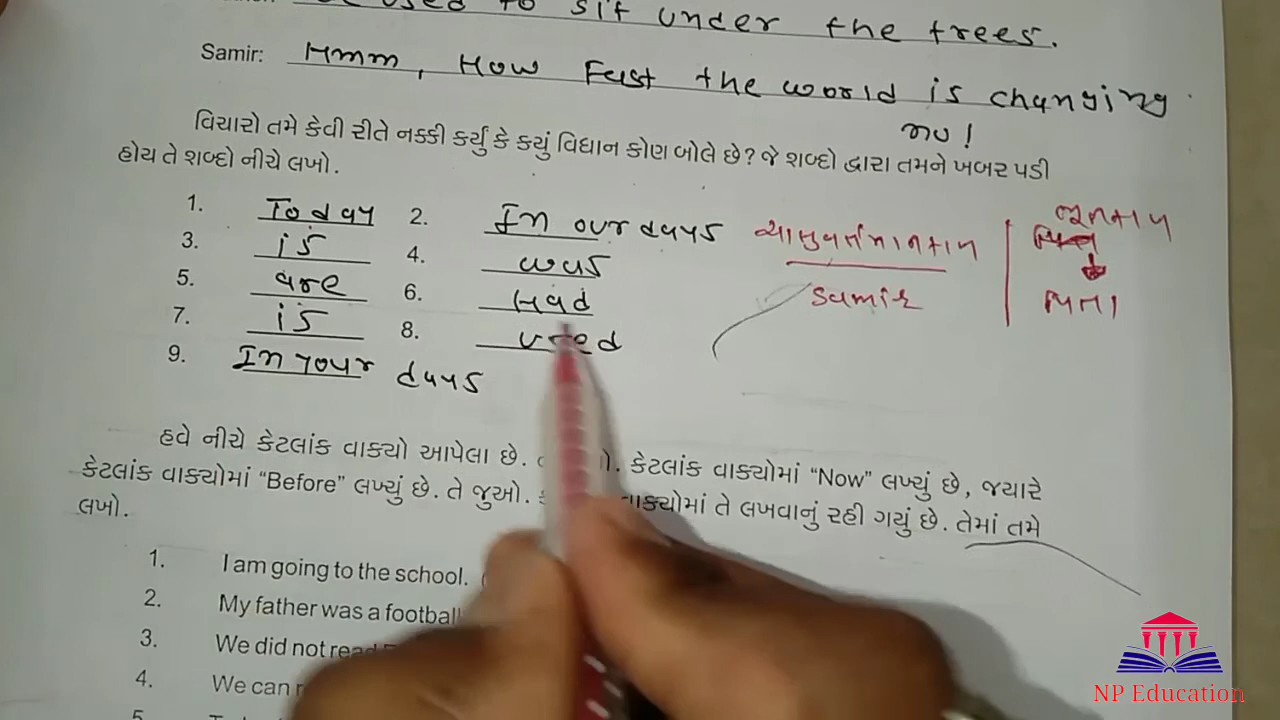 used to sit under the trees.
Samir: Hmm, How Fast the world is changing
વિચારો તમે કેવી રીતે નક્કી કર્યું કે કયું વિધાન કોણ બોલે છે? જે શબ્દો દ્વારા તમને ખબર પડી
હોય તે શબ્દો નીચે લખો.
1. Today 2. In our days
3. is 4. was
5. are 6. Had
7. is 8. used
9. In your days
ચાલુવર્તમાનકાળ
Samir
ભૂતકાળ
હવે નીચે કેટલાંક વાક્યો આપેલા છે. કેટલાંક વાક્યોમાં “Now” લખ્યું છે, જ્યારે
કેટલાંક વાક્યોમાં “Before” લખ્યું છે. તે જુઓ. વાક્યોમાં તે લખવાનું રહી ગયું છે. તેમાં તમે
લખો.
1. I am going to the school.
2. My father was a football
3. We did not read
4. We can
5.
NP Education